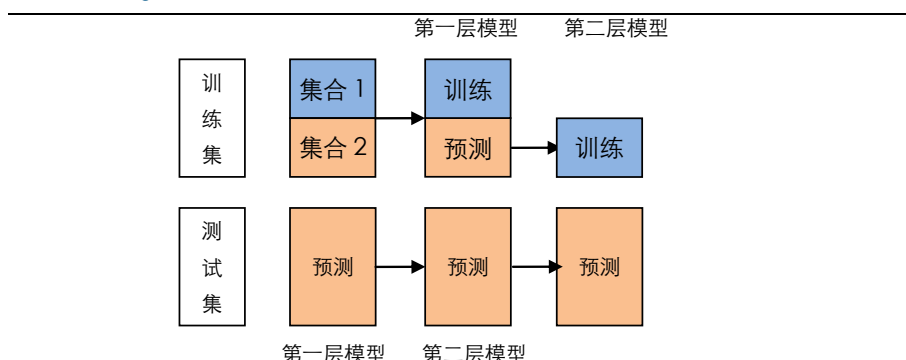 第一层模型 第二层模型
训练集
集合 1 训练
集合 2 预测 训练
测试集
预测 预测 预测
第一层模型 第二层模型